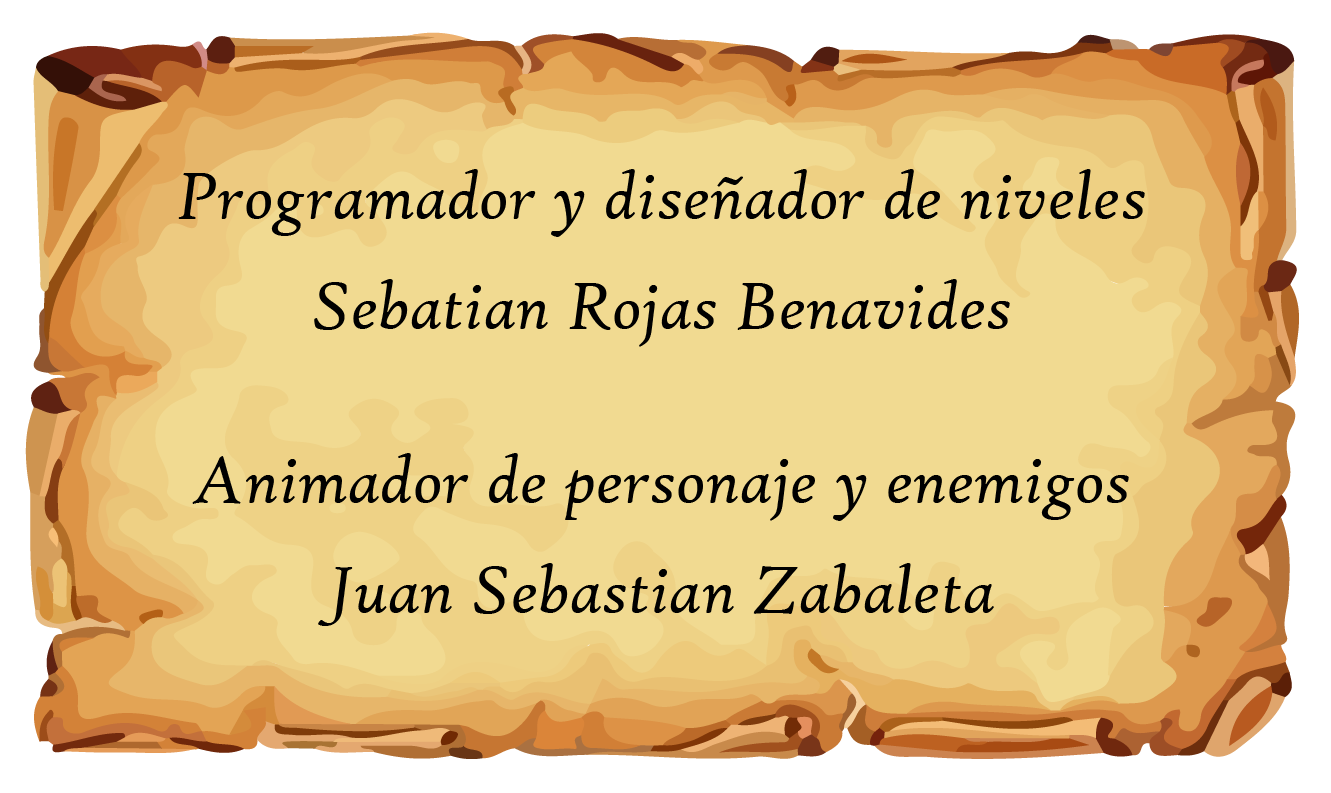 Programador y diseñador de niveles
Sebatian Rojas Benavides
Animador de personaje y enemigos
Juan Sebastian Zabaleta